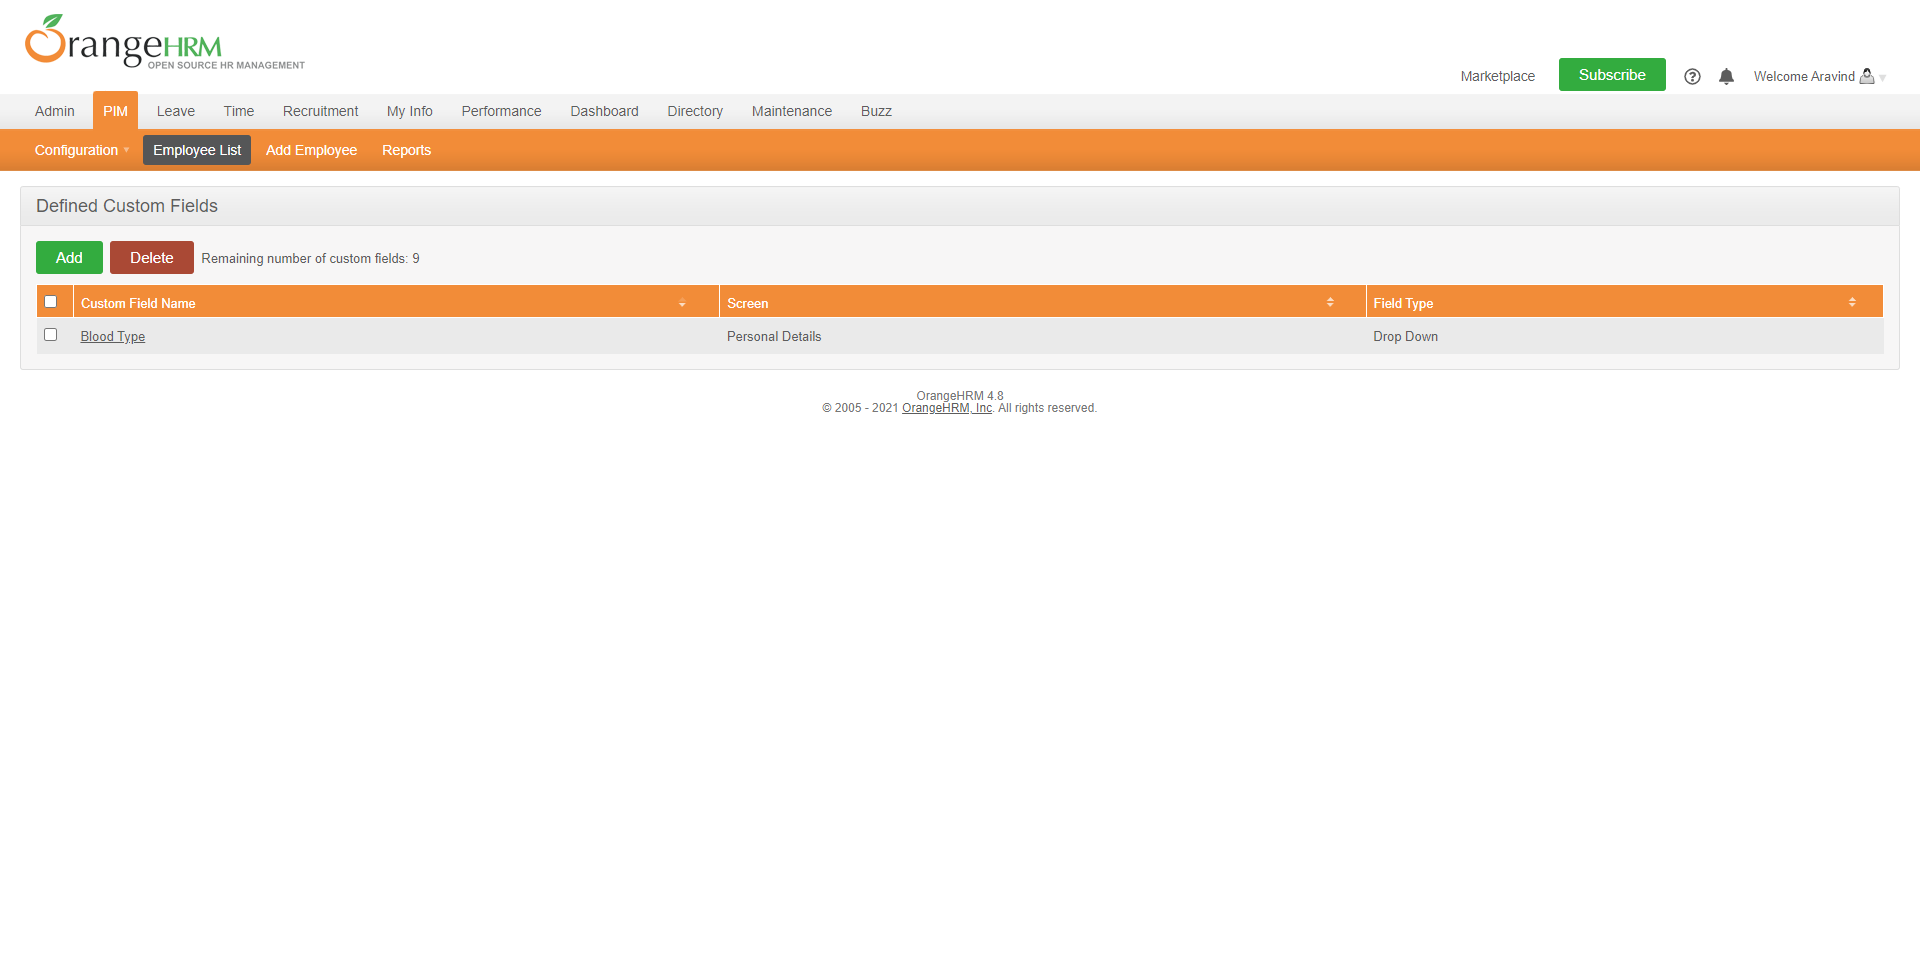 OrangeHRM
OPEN SOURCE HR MANAGEMENT
Marketplace Subscribe Welcome Aravind
Admin PIM Leave Time Recruitment My Info Performance Dashboard Directory Maintenance Buzz
Configuration Employee List Add Employee Reports
Defined Custom Fields
Add Delete Remaining number of custom fields: 9
Custom Field Name Screen Field Type
Blood Type Personal Details Drop Down
OrangeHRM 4.8
© 2005 - 2021 OrangeHRM, Inc. All rights reserved.